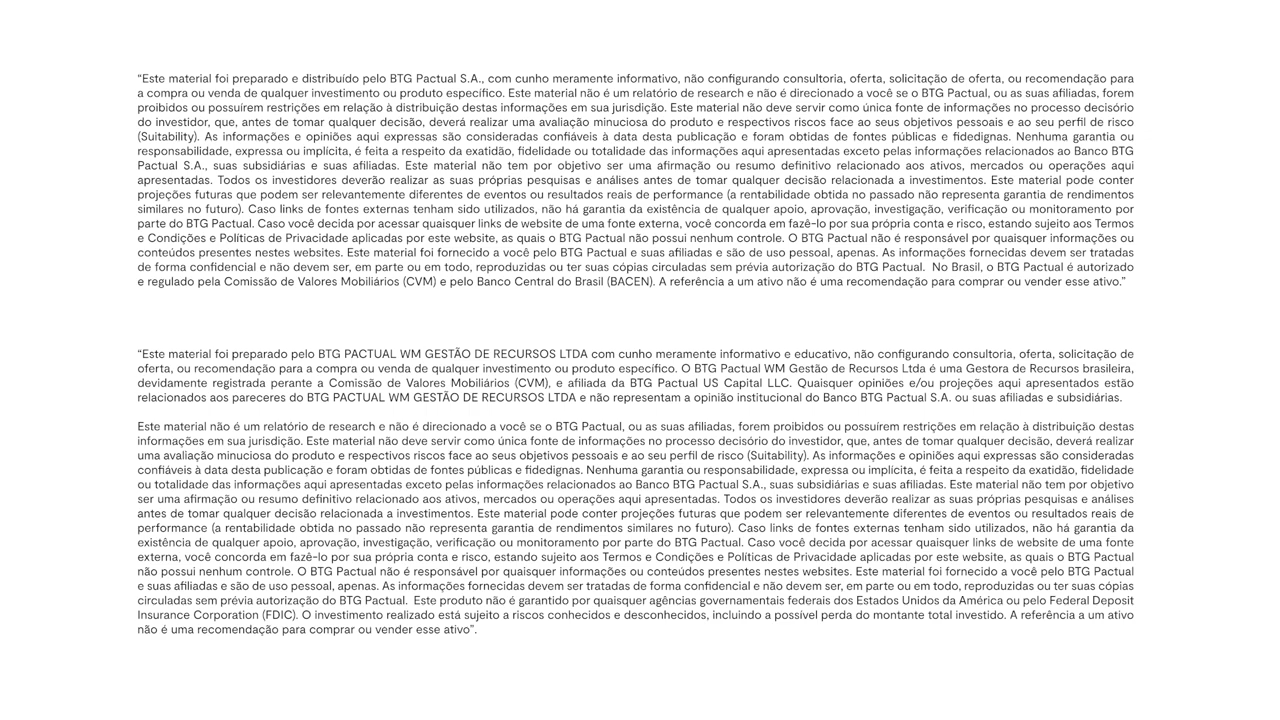 “Este material foi preparado e distribuído pelo BTG Pactual S.A., com cunho meramente informativo, não configurando consultoria, oferta, solicitação de oferta, ou recomendação para
a compra ou venda de qualquer investimento ou produto específico. Este material não é um relatório de research e não é direcionado a você se o BTG Pactual, ou as suas afiliadas, forem
proibidos ou possuírem restrições em relação à distribuição destas informações em sua jurisdição. Este material não deve servir como única fonte de informações no processo decisório
do investidor, que, antes de tomar qualquer decisão, deverá realizar uma avaliação minuciosa do produto e respectivos riscos face ao seus objetivos pessoais e ao seu perfil de risco
(Suitability). As informações e opiniões aqui expressas são consideradas confiáveis à data desta publicação e foram obtidas de fontes públicas e fidedignas. Nenhuma garantia ou
responsabilidade, expressa ou implícita, é feita a respeito da exatidão, fidelidade ou totalidade das informações aqui apresentadas exceto pelas informações relacionados ao Banco BTG
Pactual S.A., suas subsidiárias e suas afiliadas. Este material não tem por objetivo ser uma afirmação ou resumo definitivo relacionado aos ativos, mercados ou operações aqui
apresentadas. Todos os investidores deverão realizar as suas próprias pesquisas e análises antes de tomar qualquer decisão relacionada a investimentos. Este material pode conter
projeções futuras que podem ser relevantemente diferentes de eventos ou resultados reais de performance (a rentabilidade obtida no passado não representa garantia de rendimentos
similares no futuro). Caso links de fontes externas tenham sido utilizados, não há garantia da existência de qualquer apoio, aprovação, investigação, verificação ou monitoramento por
parte do BTG Pactual. Caso você decida por acessar quaisquer links de website de uma fonte externa, você concorda em fazê-lo por sua própria conta e risco, estando sujeito aos Termos
e Condições e Políticas de Privacidade aplicadas por este website, as quais o BTG Pactual não possui nenhum controle. O BTG Pactual não é responsável por quaisquer informações ou
conteúdos presentes nestes websites. Este material foi fornecido a você pelo BTG Pactual e suas afiliadas e são de uso pessoal, apenas. As informações fornecidas devem ser tratadas
de forma confidencial e não devem ser, em parte ou em todo, reproduzidas ou ter suas cópias circuladas sem prévia autorização do BTG Pactual.  No Brasil, o BTG Pactual é autorizado
e regulado pela Comissão de Valores Mobiliários (CVM) e pelo Banco Central do Brasil (BACEN). A referência a um ativo não é uma recomendação para comprar ou vender esse ativo.”
“Este material foi preparado pelo BTG PACTUAL WM GESTÃO DE RECURSOS LTDA com cunho meramente informativo e educativo, não configurando consultoria, oferta, solicitação de
oferta, ou recomendação para a compra ou venda de qualquer investimento ou produto específico. O BTG Pactual WM Gestão de Recursos Ltda é uma Gestora de Recursos brasileira,
devidamente registrada perante a Comissão de Valores Mobiliários (CVM), e afiliada da BTG Pactual US Capital LLC. Quaisquer opiniões e/ou projeções aqui apresentados estão
relacionados aos pareceres do BTG PACTUAL WM GESTÃO DE RECURSOS LTDA e não representam a opinião institucional do Banco BTG Pactual S.A. ou suas afiliadas e subsidiárias.
Este material não é um relatório de research e não é direcionado a você se o BTG Pactual, ou as suas afiliadas, forem proibidos ou possuírem restrições em relação à distribuição destas
informações em sua jurisdição. Este material não deve servir como única fonte de informações no processo decisório do investidor, que, antes de tomar qualquer decisão, deverá realizar
uma avaliação minuciosa do produto e respectivos riscos face ao seus objetivos pessoais e ao seu perfil de risco (Suitability). As informações e opiniões aqui expressas são consideradas
confiáveis à data desta publicação e foram obtidas de fontes públicas e fidedignas. Nenhuma garantia ou responsabilidade, expressa ou implícita, é feita a respeito da exatidão, fidelidade
ou totalidade das informações aqui apresentadas exceto pelas informações relacionados ao Banco BTG Pactual S.A., suas subsidiárias e suas afiliadas. Este material não tem por objetivo
ser uma afirmação ou resumo definitivo relacionado aos ativos, mercados ou operações aqui apresentadas. Todos os investidores deverão realizar as suas próprias pesquisas e análises
antes de tomar qualquer decisão relacionada a investimentos. Este material pode conter projeções futuras que podem ser relevantemente diferentes de eventos ou resultados reais de
performance (a rentabilidade obtida no passado não representa garantia de rendimentos similares no futuro). Caso links de fontes externas tenham sido utilizados, não há garantia da
existência de qualquer apoio, aprovação, investigação, verificação ou monitoramento por parte do BTG Pactual. Caso você decida por acessar quaisquer links de website de uma fonte
externa, você concorda em fazê-lo por sua própria conta e risco, estando sujeito aos Termos e Condições e Políticas de Privacidade aplicadas por este website, as quais o BTG Pactual
não possui nenhum controle. O BTG Pactual não é responsável por quaisquer informações ou conteúdos presentes nestes websites. Este material foi fornecido a você pelo BTG Pactual
e suas afiliadas e são de uso pessoal, apenas. As informações fornecidas devem ser tratadas de forma confidencial e não devem ser, em parte ou em todo, reproduzidas ou ter suas cópias
circuladas sem prévia autorização do BTG Pactual.  Este produto não é garantido por quaisquer agências governamentais federais dos Estados Unidos da América ou pelo Federal Deposit
Insurance Corporation (FDIC). O investimento realizado está sujeito a riscos conhecidos e desconhecidos, incluindo a possível perda do montante total investido. A referência a um ativo
não é uma recomendação para comprar ou vender esse ativo”.